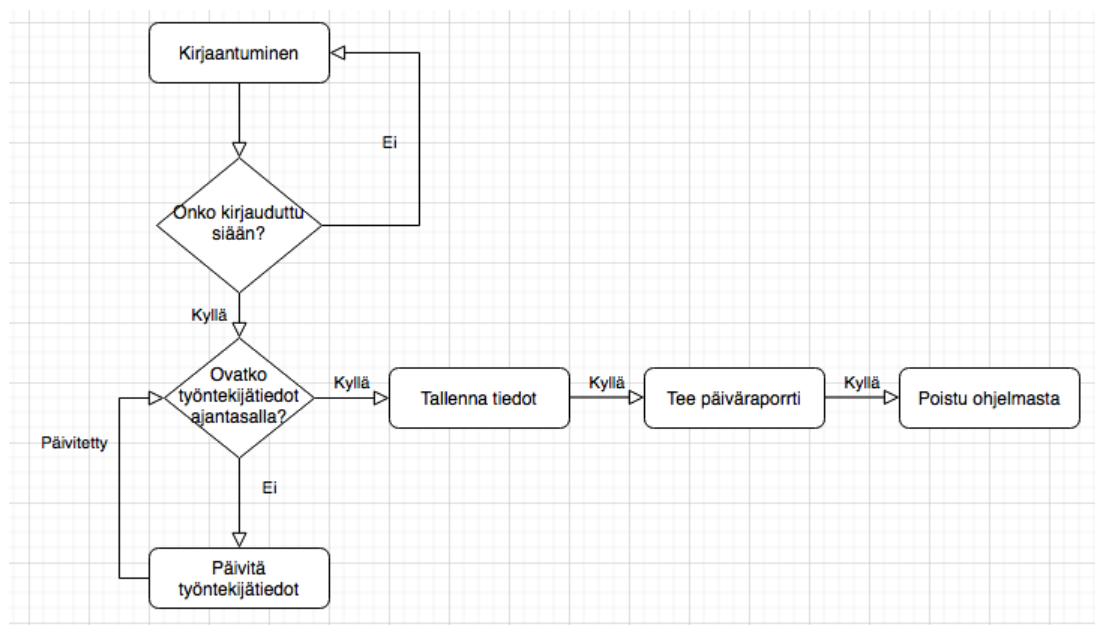 Kirjaantuminen
Ei
Onko kirjauduttu
siään?
Kyllä
Ovatko
työntekijätiedot
ajantasalla?
Kyllä
Tallenna tiedot
Kyllä
Tee päiväraporrti
Kyllä
Poistu ohjelmasta
Päivitetty
Ei
Päivitä
työntekijätiedot